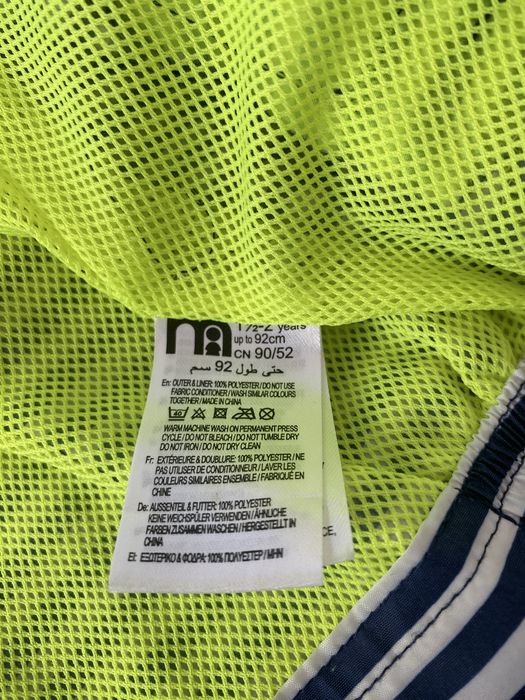 1½-2 years
up to 92cm
CN 90/52
حتى طول 92 سم
En: OUTER & LINER: 100% POLYESTER / DO NOT USE
FABRIC CONDITIONER / WASH SIMILAR COLOURS
TOGETHER / MADE IN CHINA
40
WARM MACHINE WASH ON PERMANENT PRESS
CYCLE / DO NOT BLEACH / DO NOT TUMBLE DRY
DO NOT IRON / DO NOT CLEAN DRY
Fr: EXTÉRIEURE & DOUBLURE: 100% POLYESTER / NE
PAS UTILISER DE CONDITIONNEUR / LAVER LES
COULEURS SIMILAIRES ENSEMBLE / FABRIQUÉ EN
CHINE
De: AUSSENTEIL & FUTTER: 100% POLYESTER
KEINE WEICHSPÜLER VERWENDEN / ÄHNLICHE
FARBEN ZUSAMMEN WASCHEN / HERGESTELLT IN
CHINA
El: ΕΞΩΤΕΡΙΚΟ & ΦΟΔΡΑ: 100% ΠΟΛΥΕΣΤΕΡ / ΜΗΝ
CE,